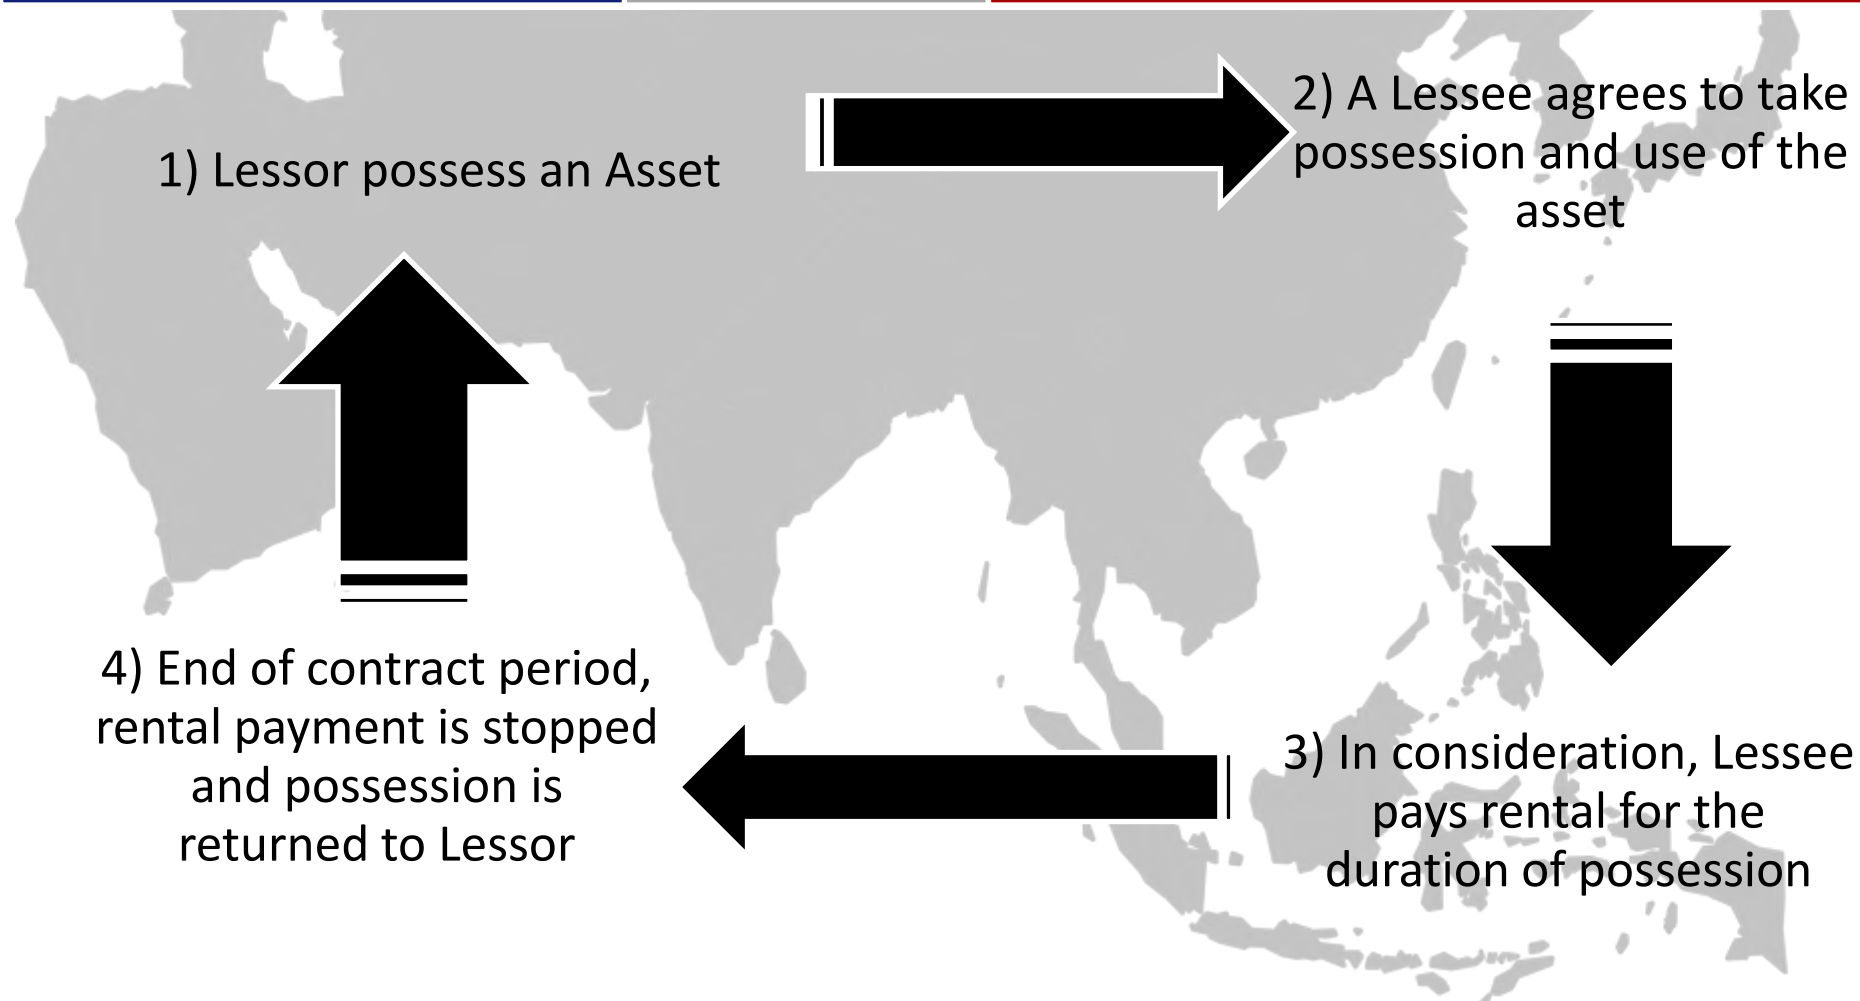 1) Lessor possess an Asset
2) A Lessee agrees to take
possession and use of the
asset
3) In consideration, Lessee
pays rental for the
duration of possession
4) End of contract period,
rental payment is stopped
and possession is
returned to Lessor